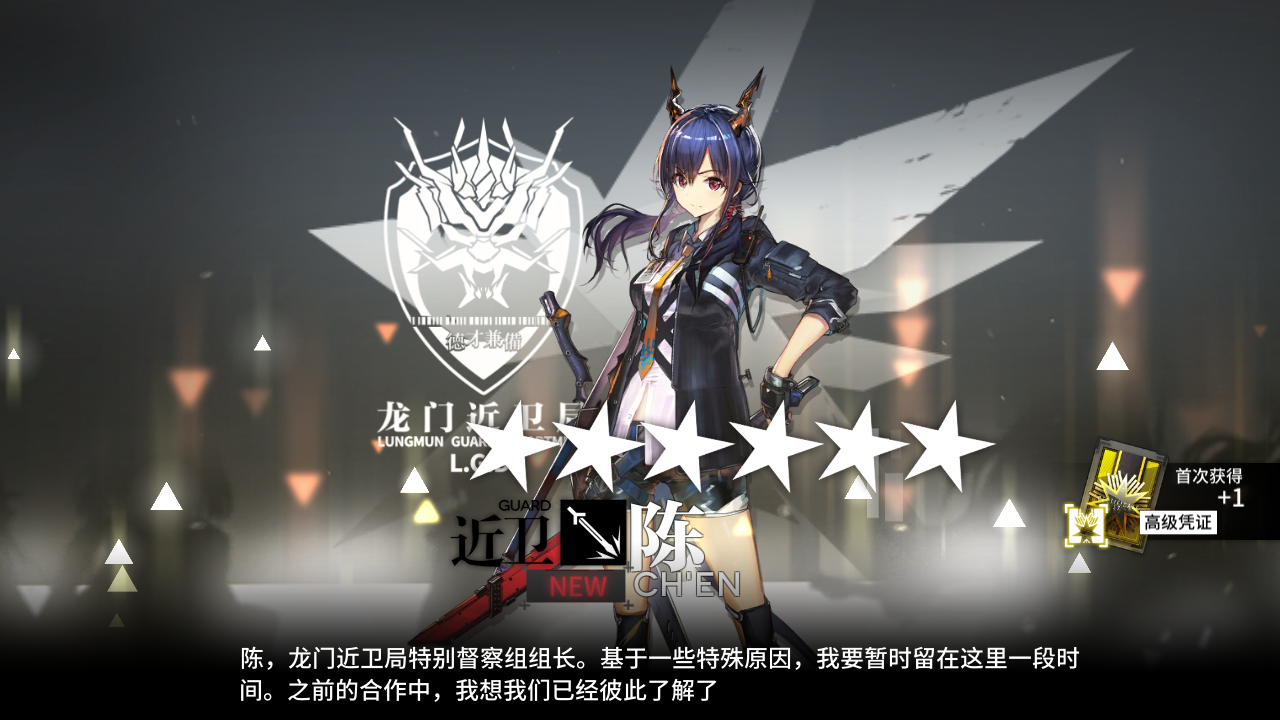 德才兼備
龙门近卫局
LUNGMUN GUARD
L.G.D
首次获得
+1
高级凭证
GUARD
近卫
陈
NEW
CH'EN
陈，龙门近卫局特别督察组组长。基于一些特殊原因，我要暂时留在这里一段时
间。之前的合作中，我想我们已经彼此了解了